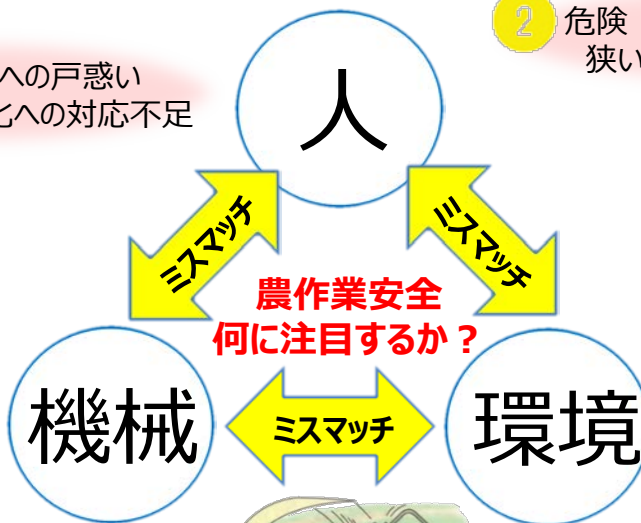 2 危険
狭い
への戸惑い
への対応不足
人
ミスマッチ
ミスマッチ
農作業安全
何に注目するか？
機械
ミスマッチ
環境